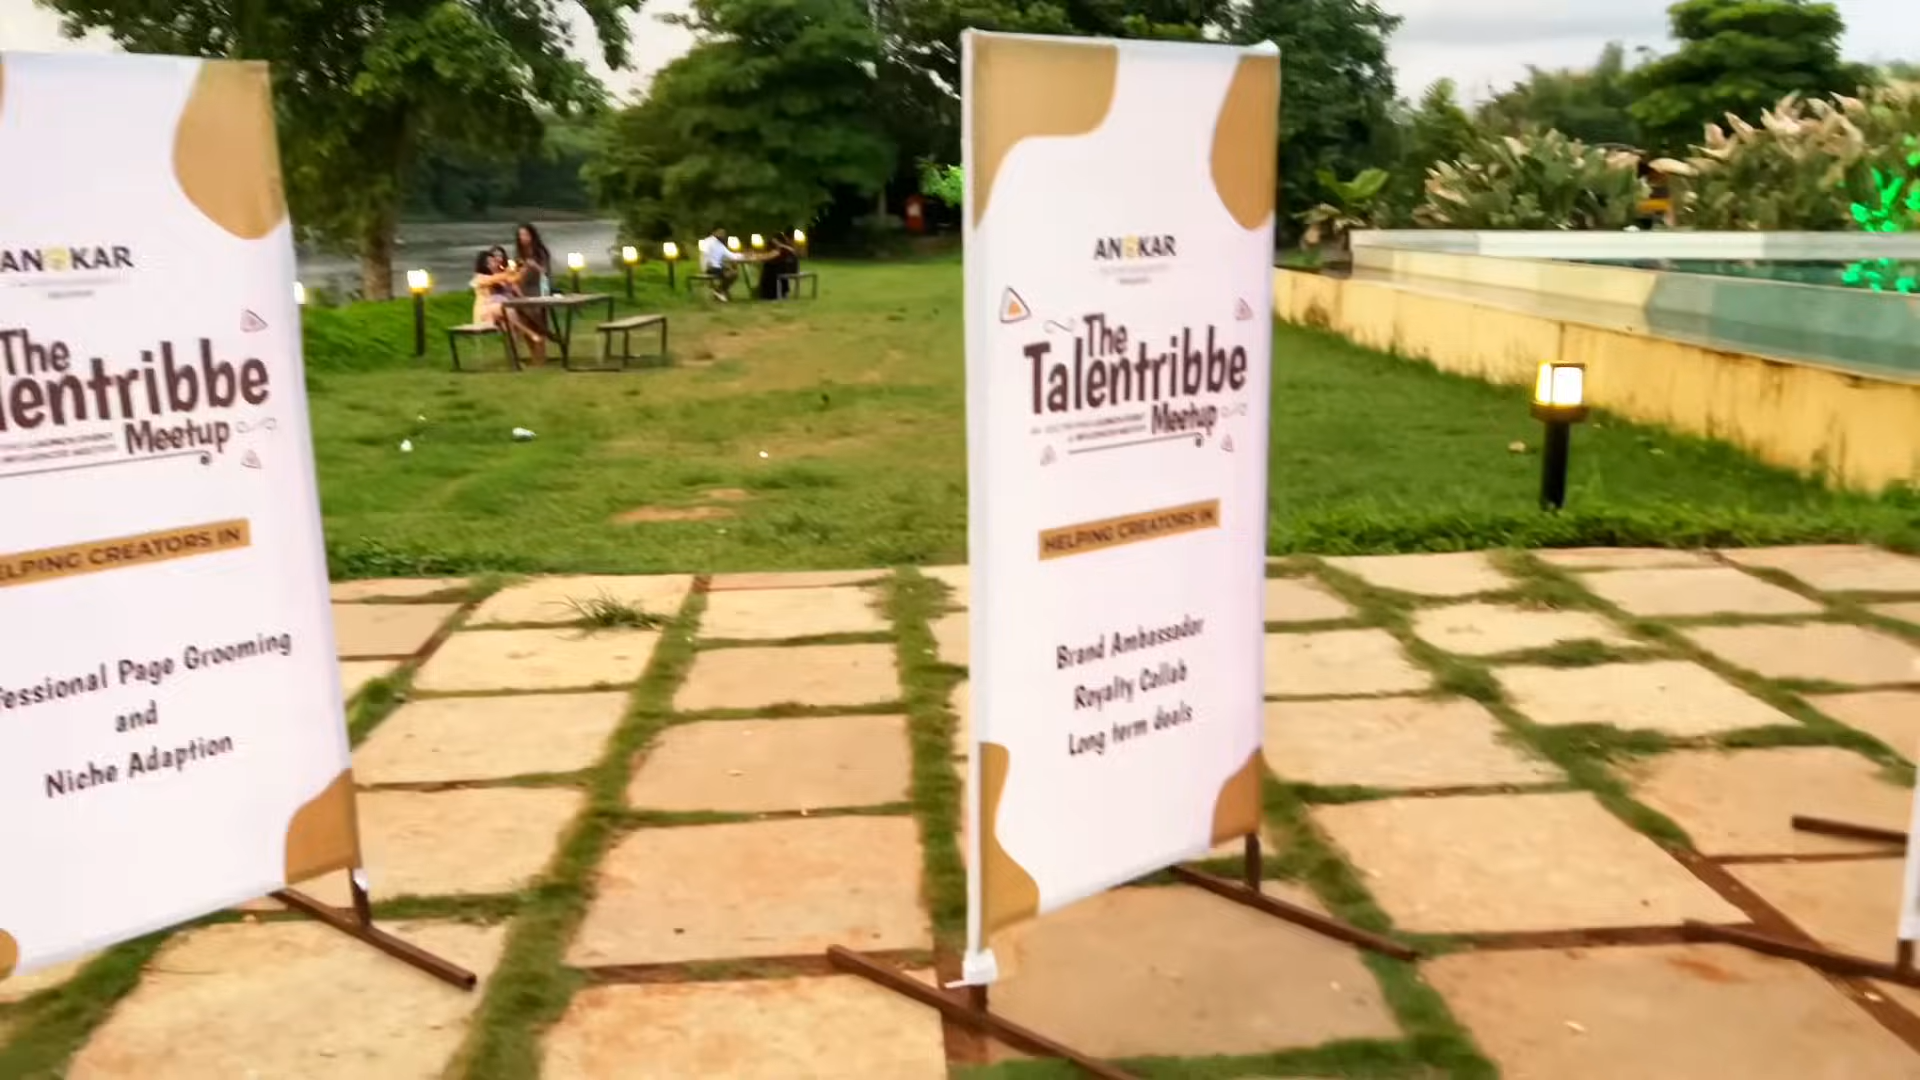 ANKAR
The
lentribbe
Meetup
ELPING CREATORS IN
fessional Page Grooming
and
Niche Adaption
ANKAR
The
Talentribbe
Meetup
HELPING CREATORS IN
Brand Ambassador
Royalty Collab
Long term deals